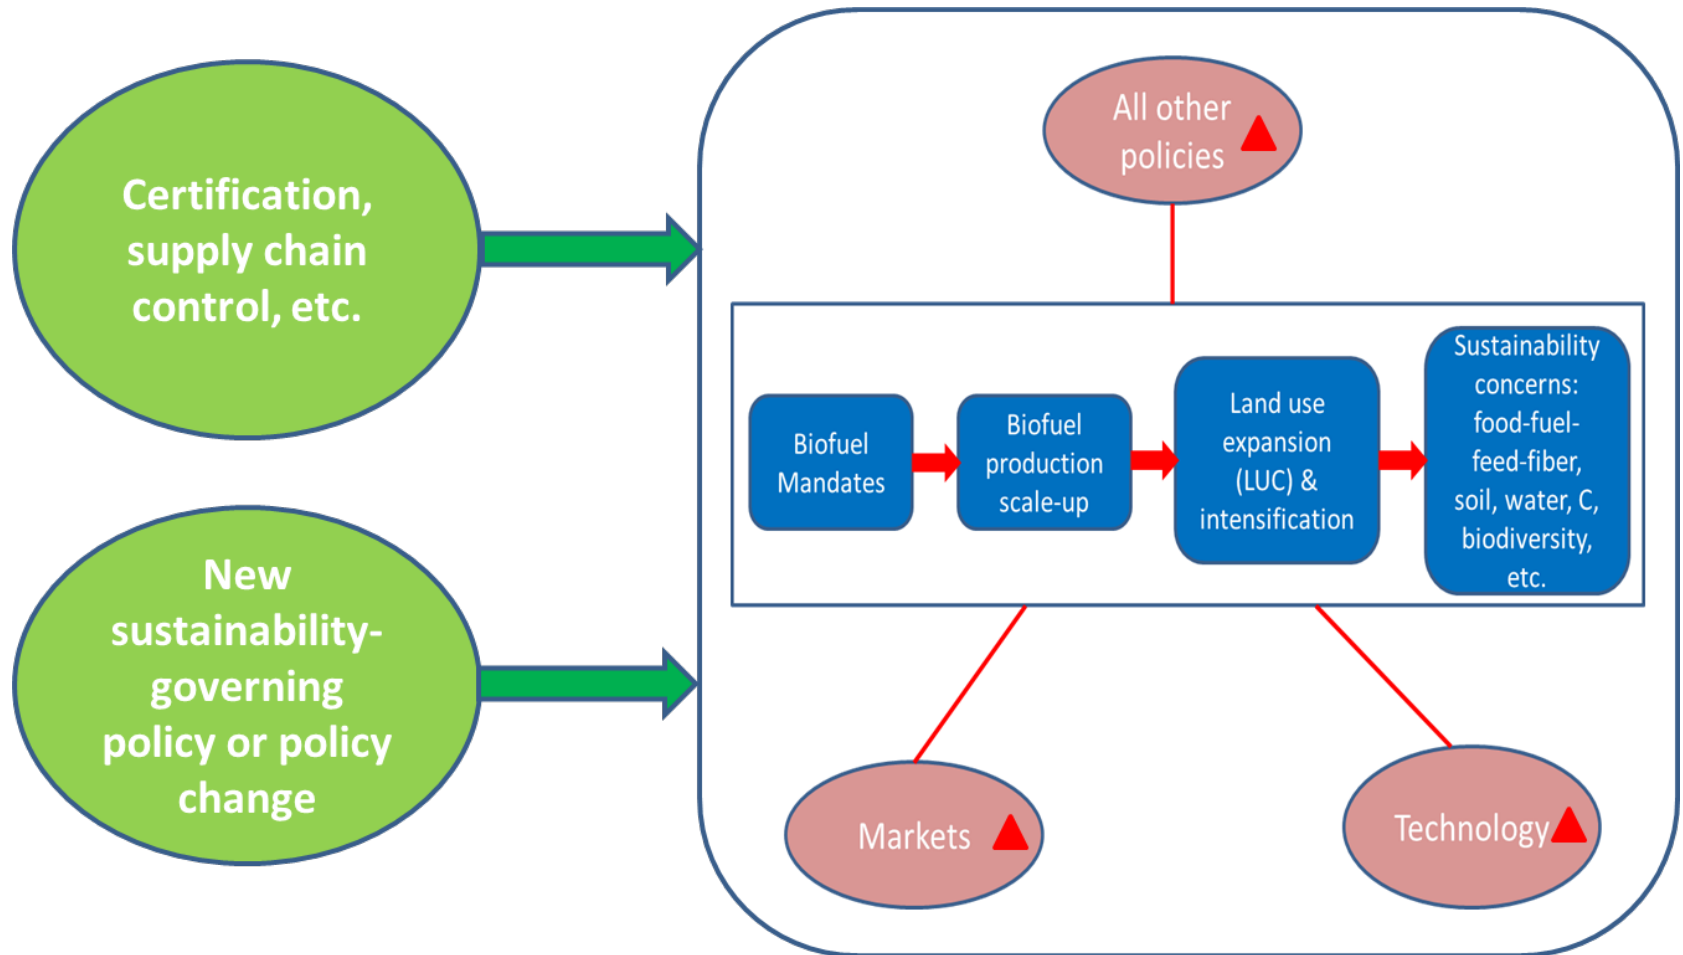 Certification,
supply chain
control, etc.
New
sustainability-
governing
policy or policy
change
All other
policies
Biofuel
Mandates
Biofuel
production
scale-up
Land use
expansion
(LUC) &
intensification
Sustainability
concerns:
food-fuel-
feed-fiber,
soil, water, C,
biodiversity,
etc.
Markets
Technology